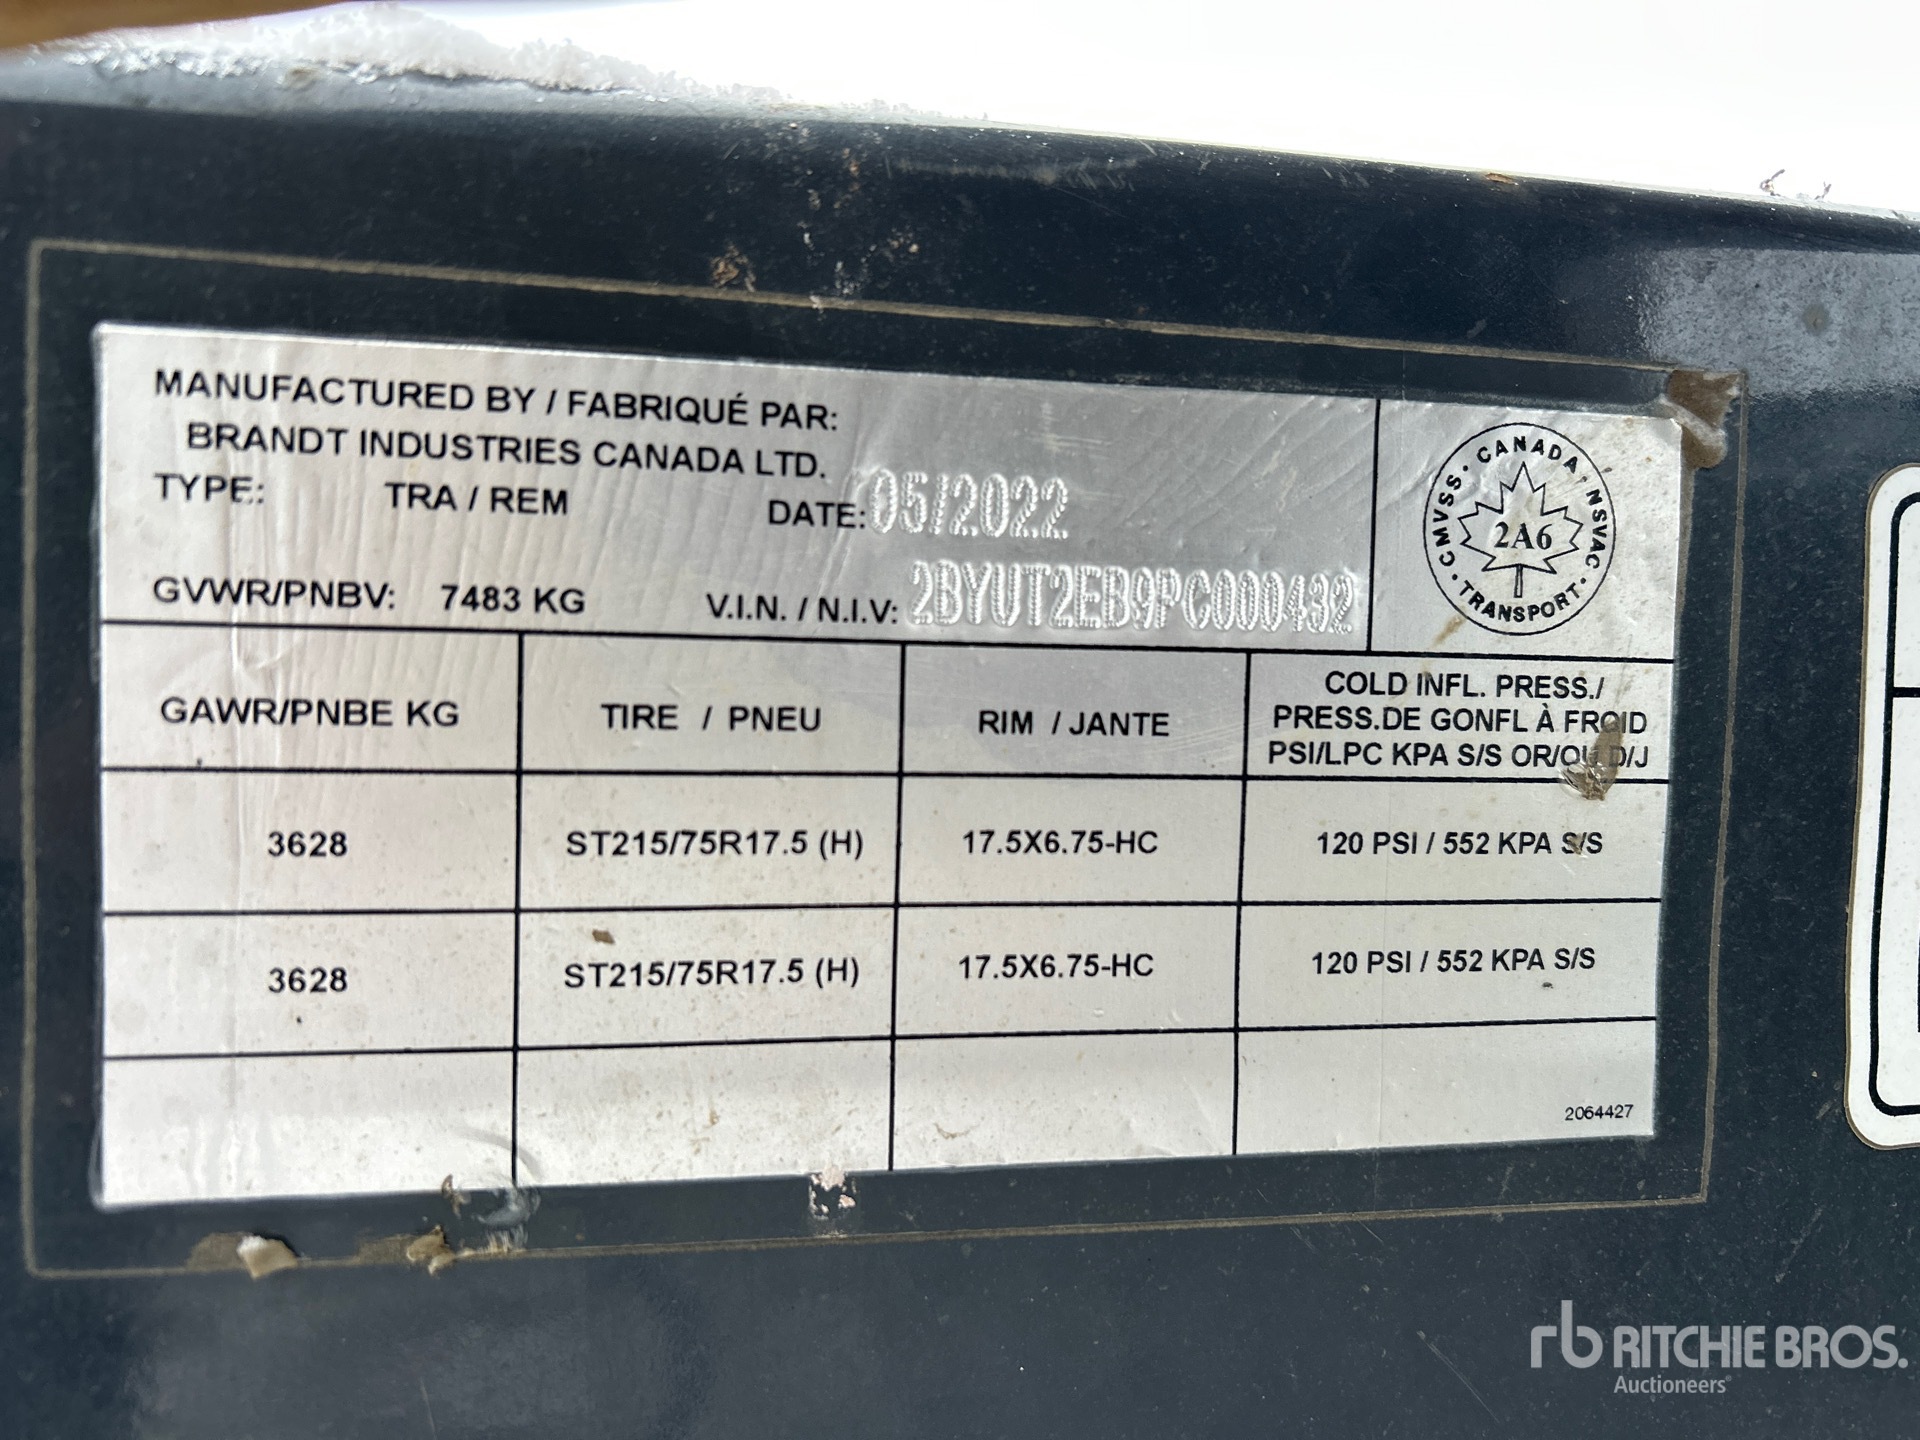 MANUFACTURED BY / FABRIQUÉ PAR:
BRANDT INDUSTRIES CANADA LTD.
TYPE: TRA / REM DATE: 05/2022
GVWR/PNBV: 7483 KG V.I.N. / N.I.V: 2BYUT2EB9PC000432
CMVSS · CANADA · NSVAC · TRANSPORT ·
2A6
GAWR/PNBE KG TIRE / PNEU RIM / JANTE COLD INFL. PRESS./
PRESS.DE GONFL À FROID
PSI/LPC KPA S/S OR/OU D/J
3628 ST215/75R17.5 (H) 17.5X6.75-HC 120 PSI / 552 KPA S/S
3628 ST215/75R17.5 (H) 17.5X6.75-HC 120 PSI / 552 KPA S/S
2064427
rb RITCHIE BROS.
Auctioneers